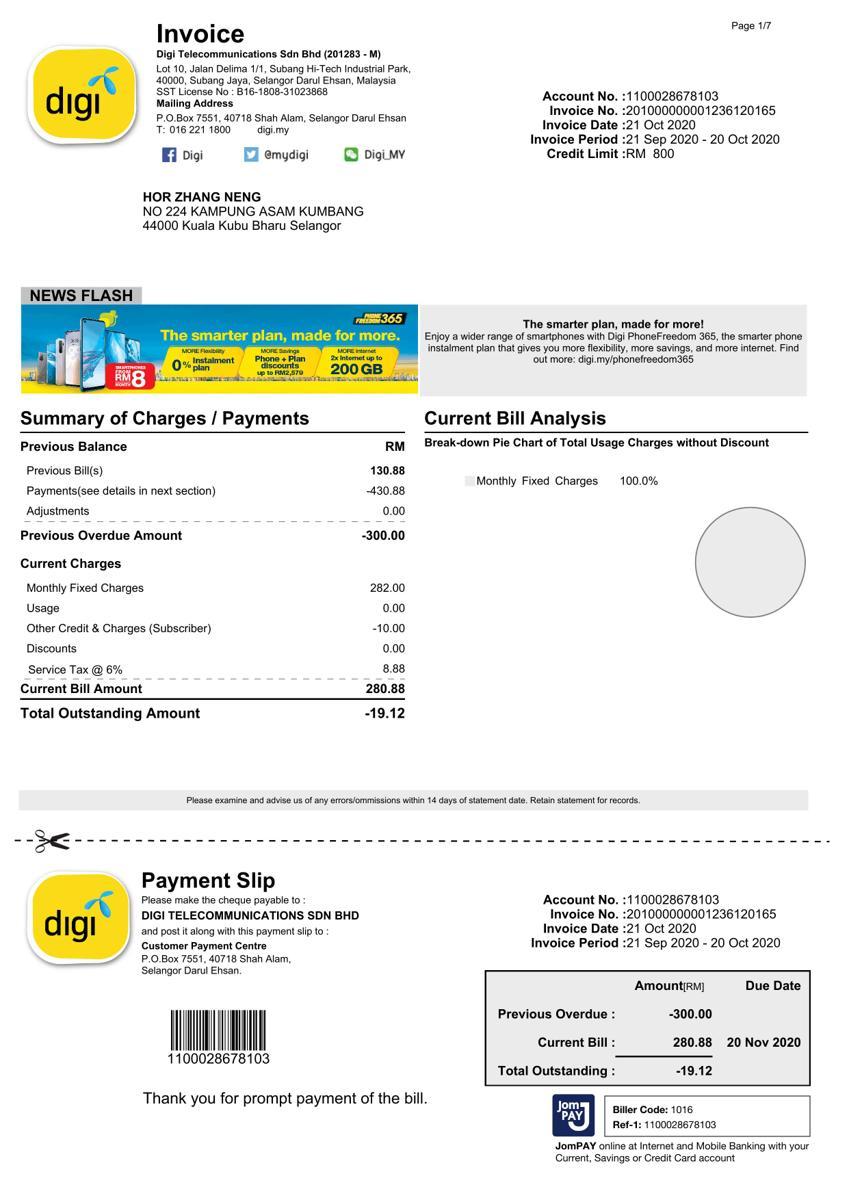 Page 1/7
Invoice
digi
Digi Telecommunications Sdn Bhd (201283 - M)
Lot 10, Jalan Delima 1/1, Subang Hi-Tech Industrial Park,
40000, Subang Jaya, Selangor Darul Ehsan, Malaysia
SST License No : B16-1808-31023868
Mailing Address
P.O.Box 7551, 40718 Shah Alam, Selangor Darul Ehsan
T: 016 221 1800 digi.my
Digi @mydigi Digi_MY
Account No. :1100028678103
Invoice No. :201000000001236120165
Invoice Date :21 Oct 2020
Invoice Period :21 Sep 2020 - 20 Oct 2020
Credit Limit :RM 800
HOR ZHANG NENG
NO 224 KAMPUNG ASAM KUMBANG
44000 Kuala Kubu Bharu Selangor
NEWS FLASH
PHONE FREEDOM 365
The smarter plan, made for more.
SMARTPHONES FROM RM8
MORE Flexibility
0% Instalment plan
MORE Savings
Phone + Plan discounts
up to RM2,579
MORE Internet
2x Internet up to
200 GB
The smarter plan, made for more!
Enjoy a wider range of smartphones with Digi PhoneFreedom 365, the smarter phone
instalment plan that gives you more flexibility, more savings, and more internet. Find
out more: digi.my/phonefreedom365
Summary of Charges / Payments
Previous Balance RM
Previous Bill(s) 130.88
Payments(see details in next section) -430.88
Adjustments 0.00
Previous Overdue Amount -300.00
Current Charges
Monthly Fixed Charges 282.00
Usage 0.00
Other Credit & Charges (Subscriber) -10.00
Discounts 0.00
Service Tax @ 6% 8.88
Current Bill Amount 280.88
Total Outstanding Amount -19.12
Current Bill Analysis
Break-down Pie Chart of Total Usage Charges without Discount
Monthly Fixed Charges 100.0%
Please examine and advise us of any errors/ommissions within 14 days of statement date. Retain statement for records.
digi
Payment Slip
Please make the cheque payable to :
DIGI TELECOMMUNICATIONS SDN BHD
and post it along with this payment slip to :
Customer Payment Centre
P.O.Box 7551, 40718 Shah Alam,
Selangor Darul Ehsan.
Account No. :1100028678103
Invoice No. :201000000001236120165
Invoice Date :21 Oct 2020
Invoice Period :21 Sep 2020 - 20 Oct 2020
Amount[RM] Due Date
Previous Overdue : -300.00
Current Bill : 280.88 20 Nov 2020
Total Outstanding : -19.12
1100028678103
Thank you for prompt payment of the bill.
Jom PAY
Biller Code: 1016
Ref-1: 1100028678103
JomPAY online at Internet and Mobile Banking with your
Current, Savings or Credit Card account